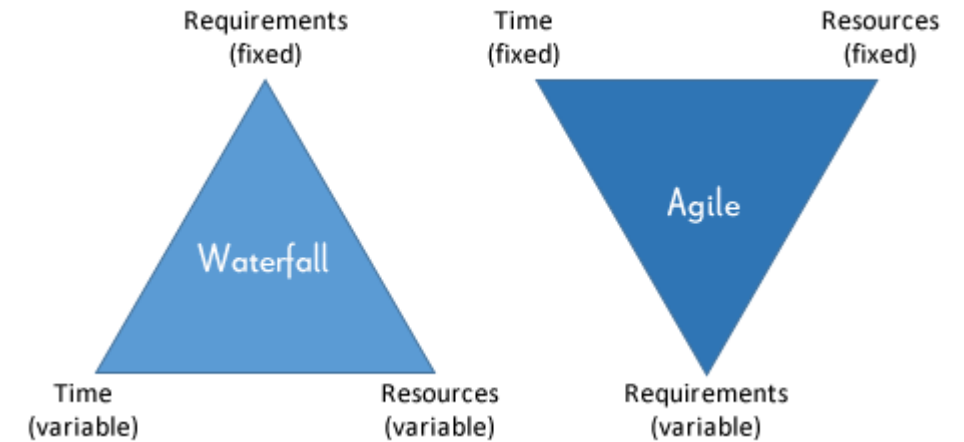 Requirements
(fixed)
Waterfall
Time
(variable)
Resources
(variable)
Time
(fixed)
Resources
(fixed)
Agile
Requirements
(variable)